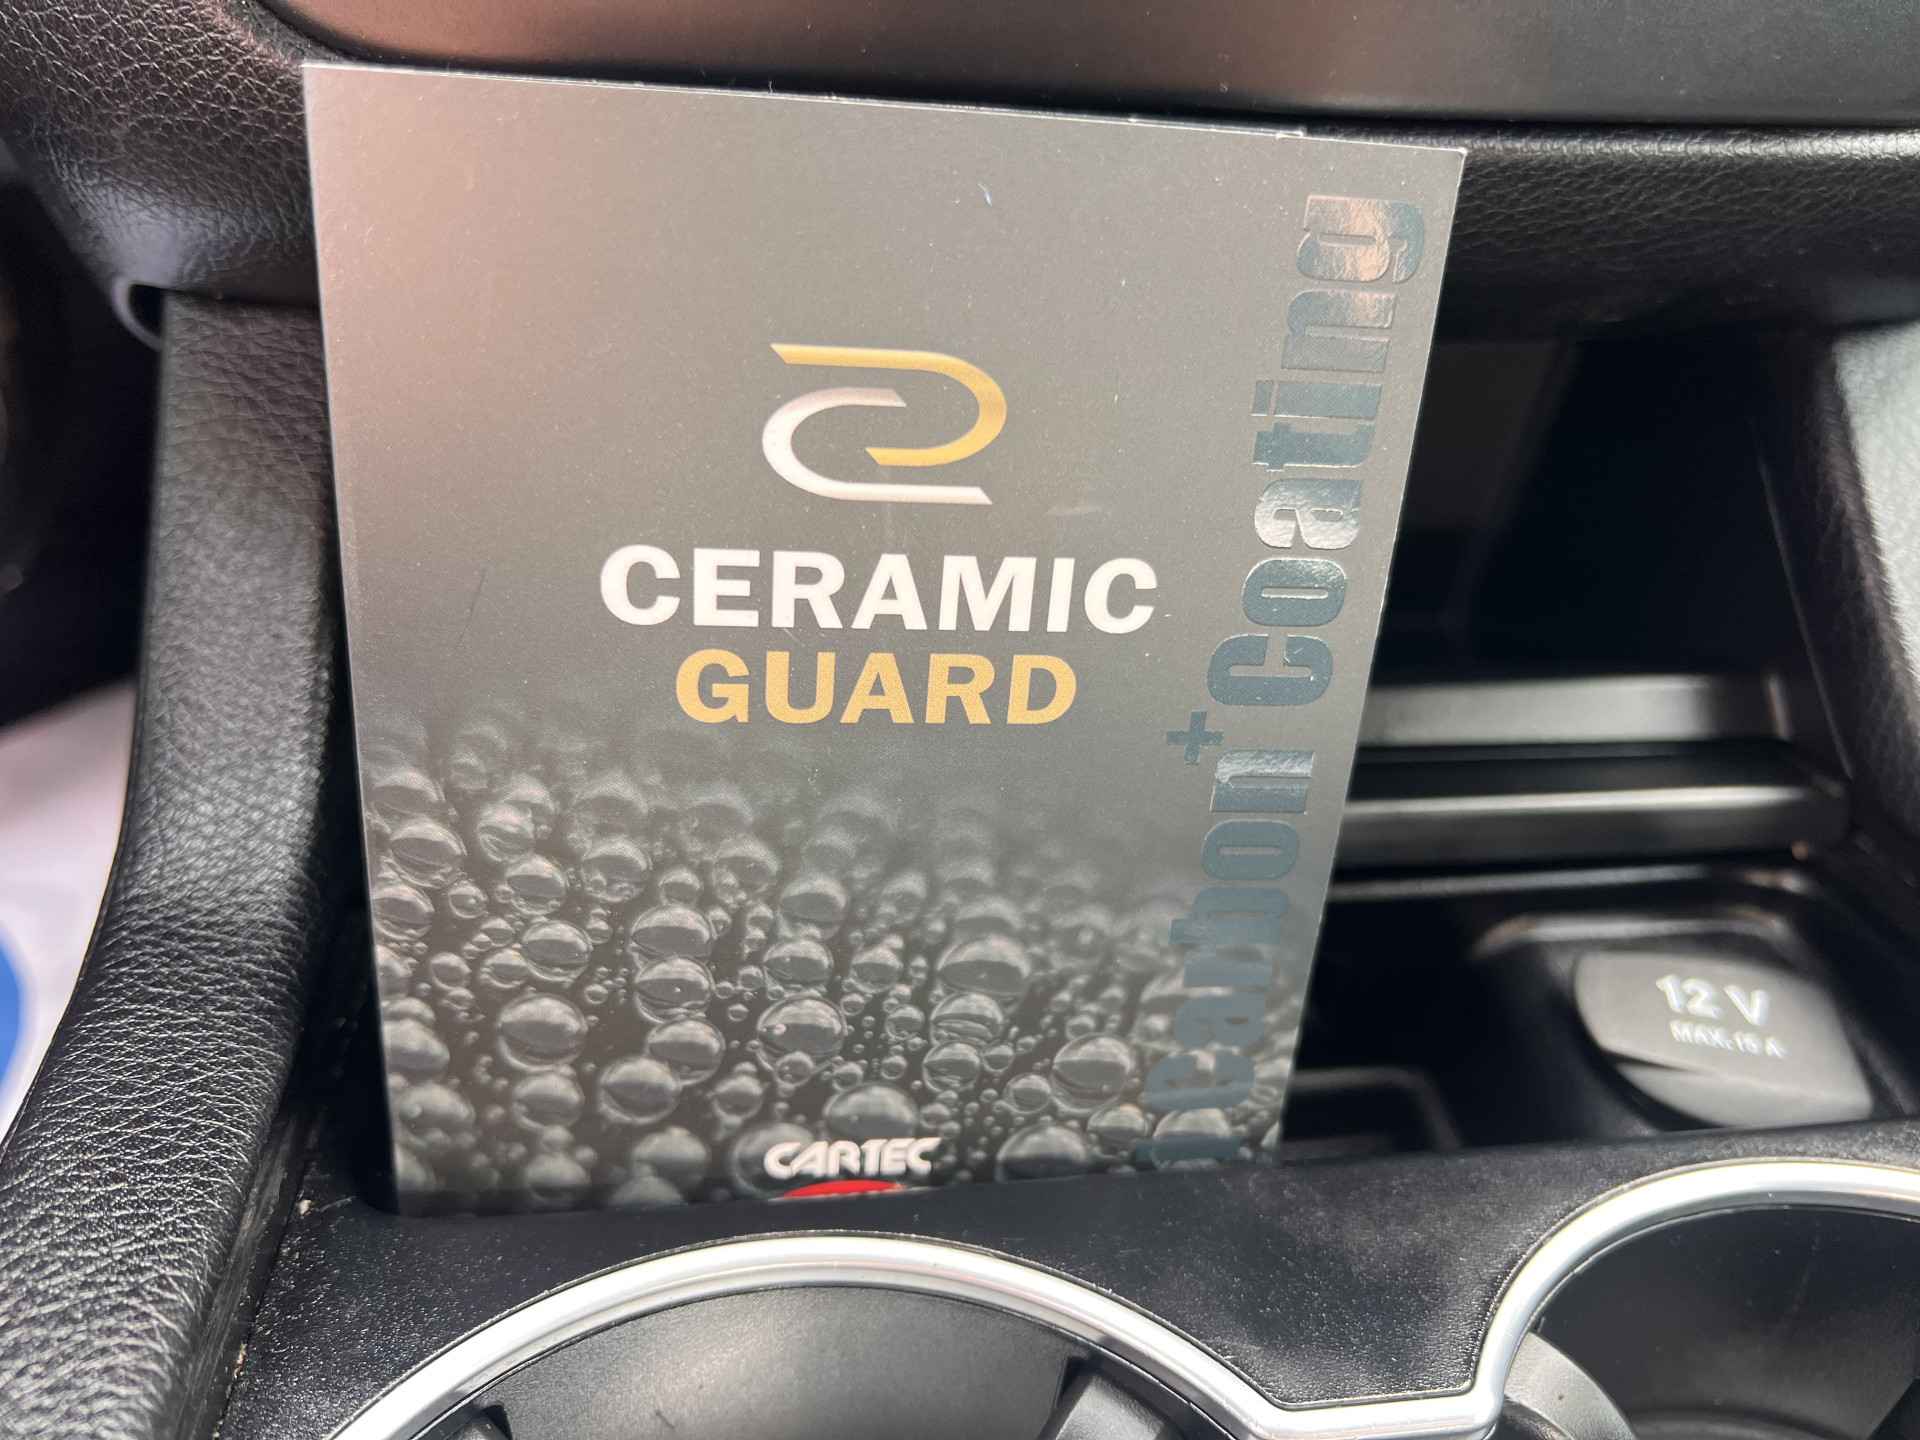 CERAMIC
GUARD
carbon+ coating
CARTEC
12 V
MAX. 15 A